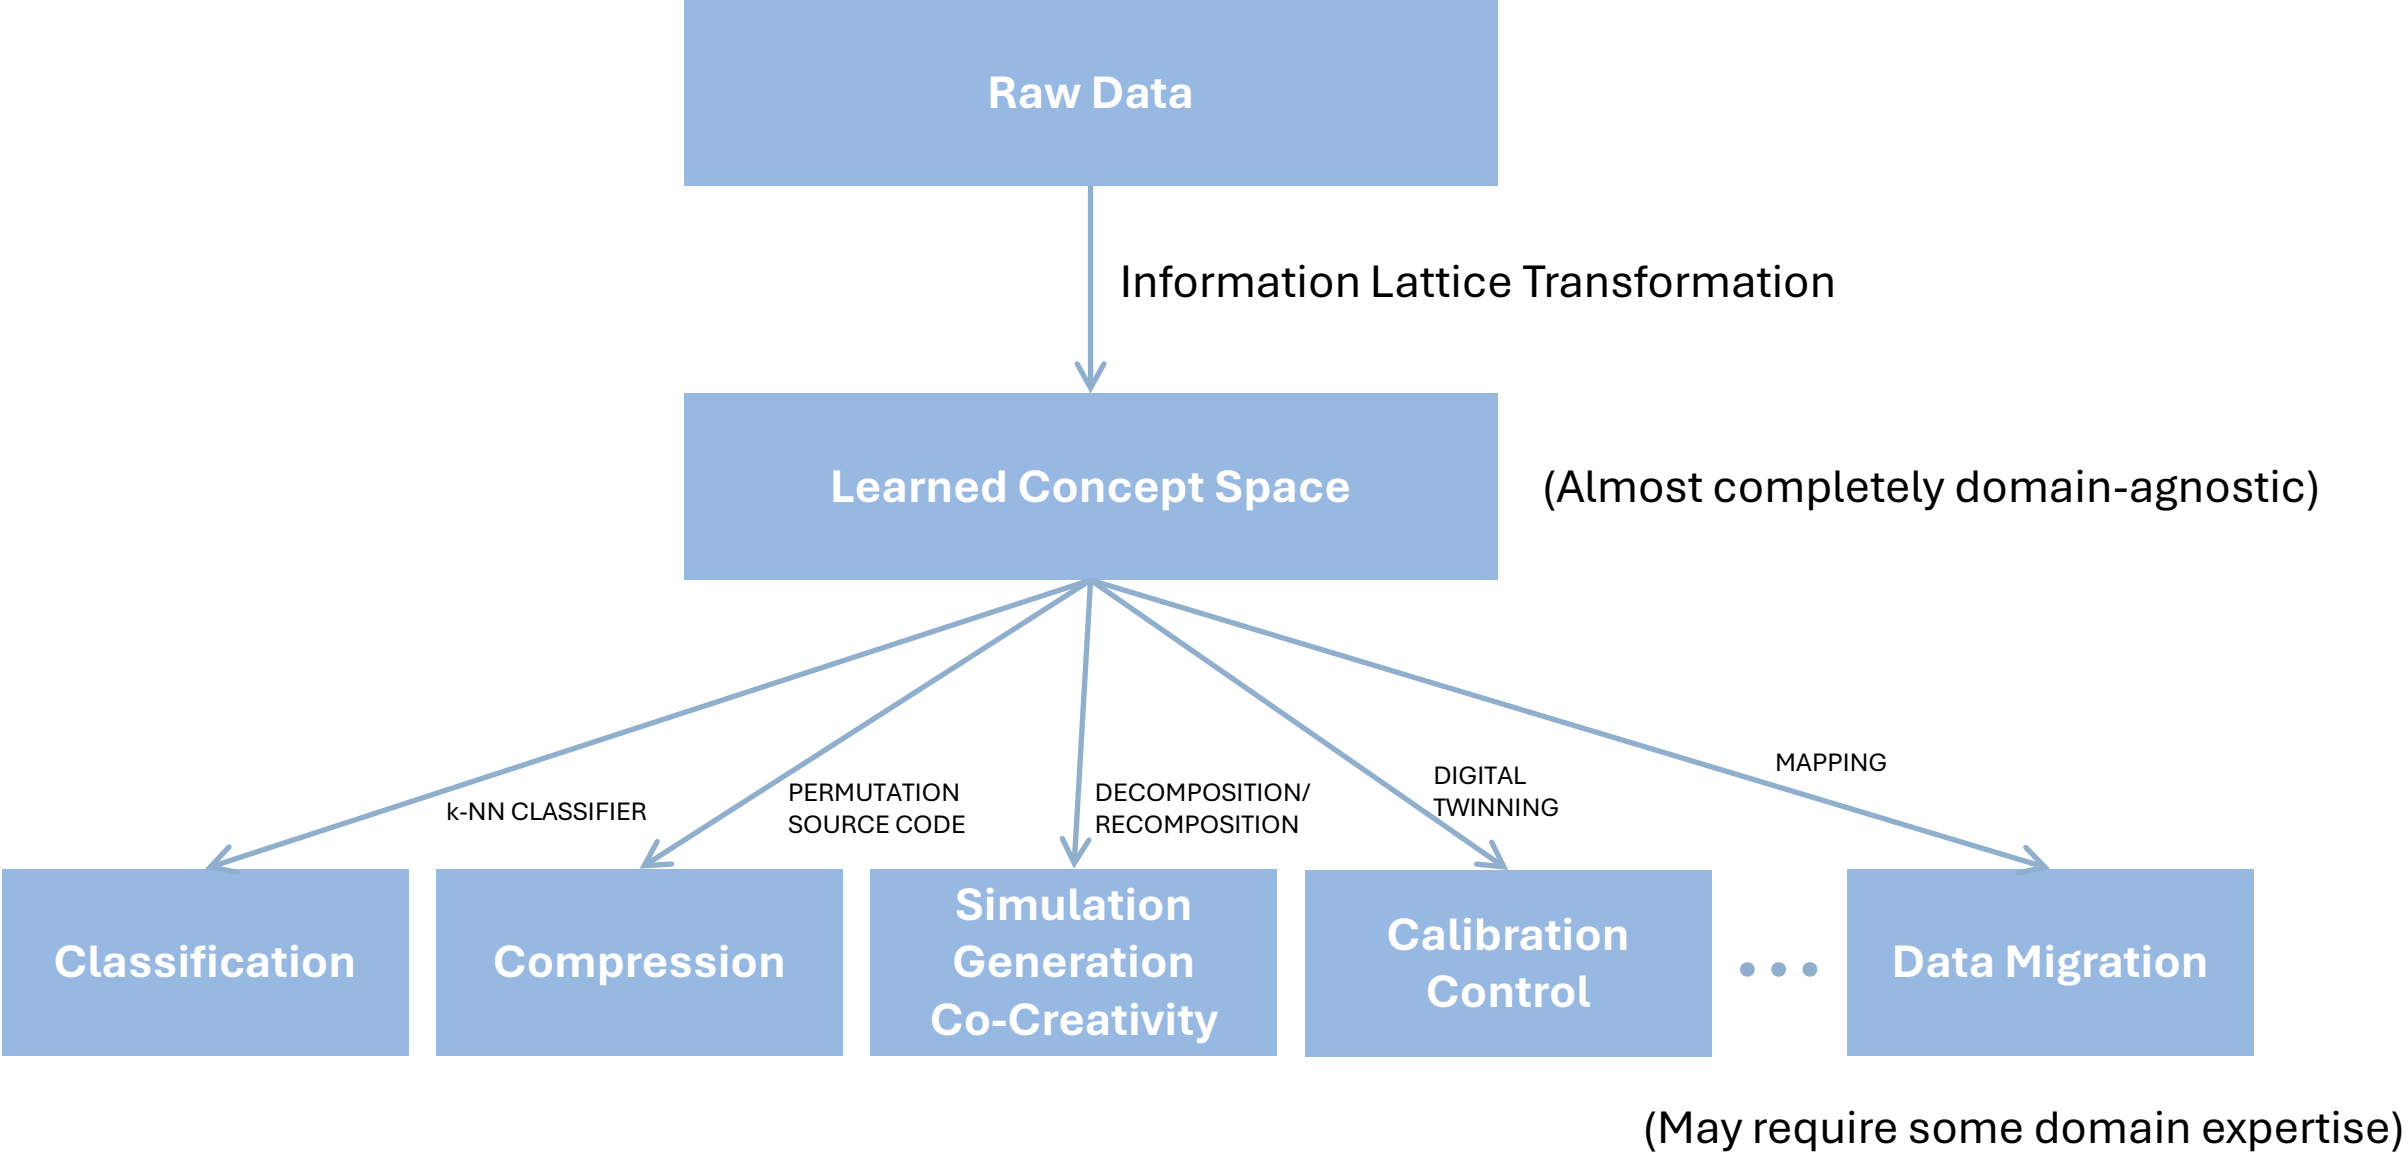 Raw Data
Information Lattice Transformation
Learned Concept Space
(Almost completely domain-agnostic)
k-NN CLASSIFIER
PERMUTATION
SOURCE CODE
DECOMPOSITION/
RECOMPOSITION
DIGITAL
TWINNING
MAPPING
Classification
Compression
Simulation
Generation
Co-Creativity
Calibration
Control
Data Migration
(May require some domain expertise)